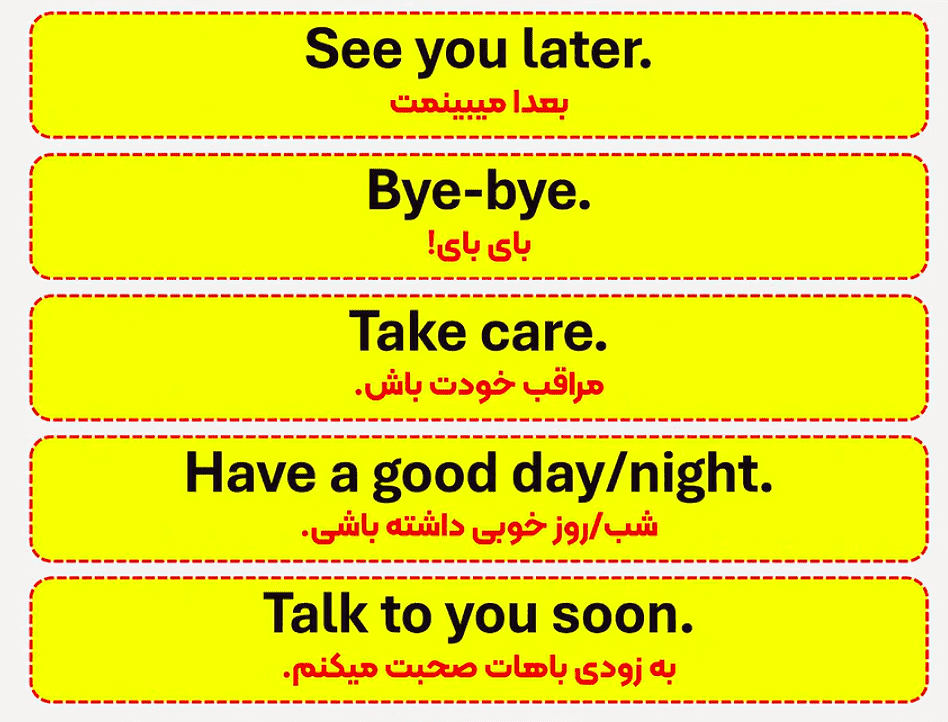 See you later.
بعدا میبینمت
Bye-bye.
بای بای!
Take care.
مراقب خودت باش.
Have a good day/night.
شب/روز خوبی داشته باشی.
Talk to you soon.
به زودی باهات صحبت میکنم.